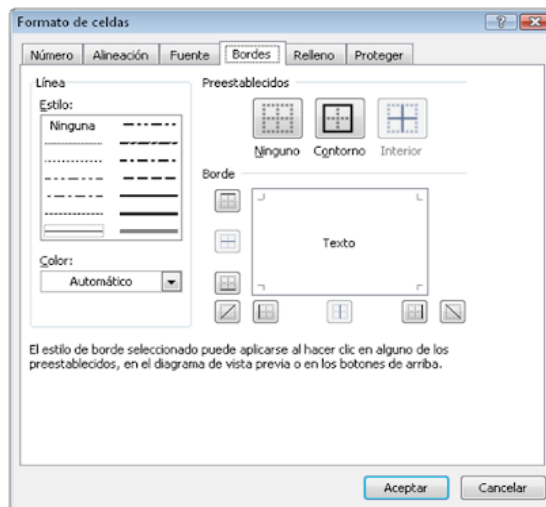 Formato de celdas
Número Alineación Fuente Bordes Relleno Proteger
Línea
Estilo:
Ninguna
Color:
Automático
Preestablecidos
Ninguno Contorno Interior
Borde
Texto
El estilo de borde seleccionado puede aplicarse al hacer clic en alguno de los
preestablecidos, en el diagrama de vista previa o en los botones de arriba.
Aceptar Cancelar